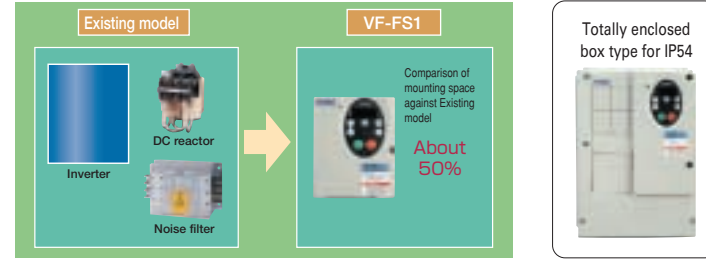 Existing model
Inverter
DC reactor
Noise filter
VF-FS1
Comparison of
mounting space
against Existing
model
About
50%
Totally enclosed
box type for IP54